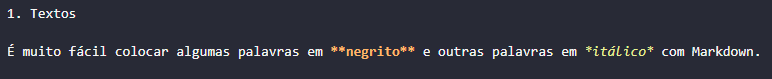 1. Textos
É muito fácil colocar algumas palavras em **negrito** e outras palavras em *itálico* com Markdown.